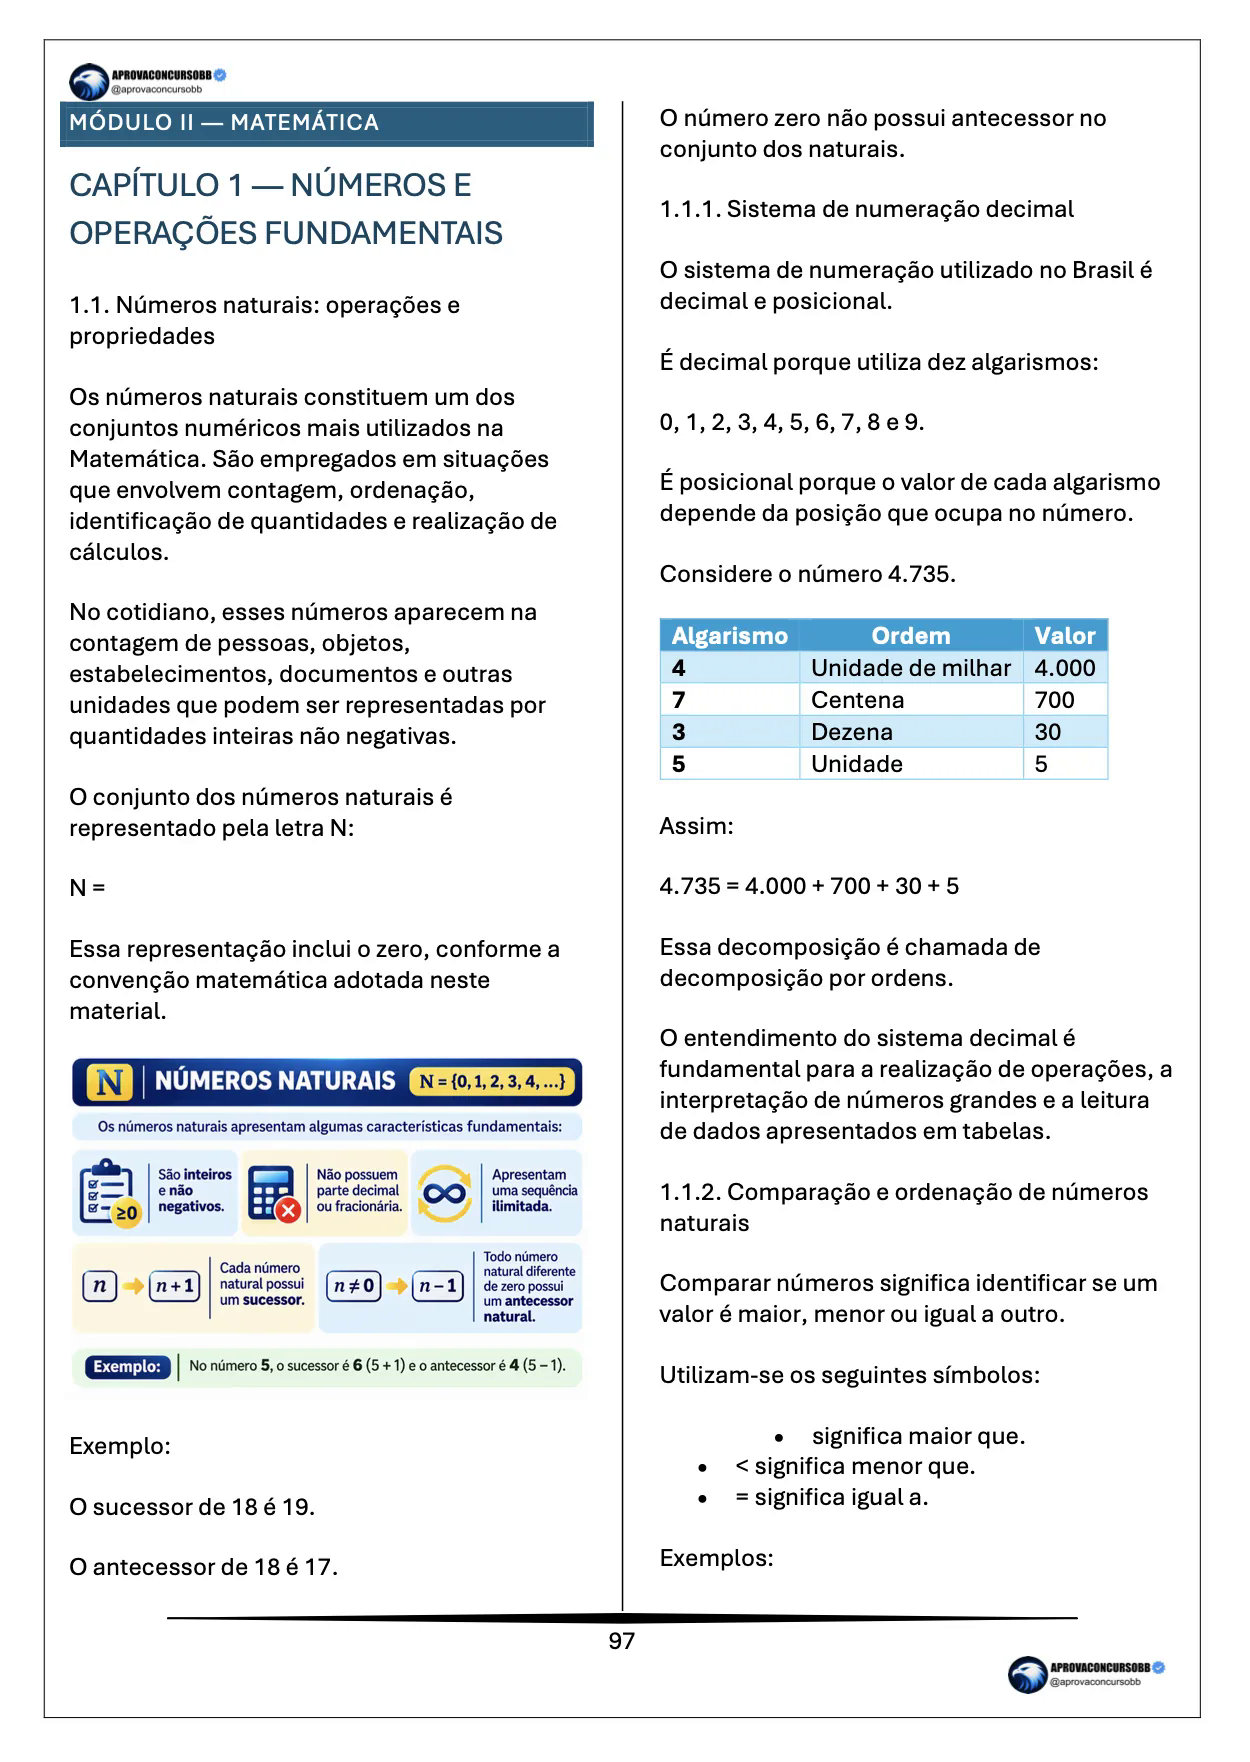 APROVACONCURSOBB
@aprovaconcursobb
MÓDULO II — MATEMÁTICA
CAPÍTULO 1 — NÚMEROS E
OPERAÇÕES FUNDAMENTAIS
1.1. Números naturais: operações e
propriedades
Os números naturais constituem um dos
conjuntos numéricos mais utilizados na
Matemática. São empregados em situações
que envolvem contagem, ordenação,
identificação de quantidades e realização de
cálculos.
No cotidiano, esses números aparecem na
contagem de pessoas, objetos,
estabelecimentos, documentos e outras
unidades que podem ser representadas por
quantidades inteiras não negativas.
O conjunto dos números naturais é
representado pela letra N:
N =
Essa representação inclui o zero, conforme a
convenção matemática adotada neste
material.
N NÚMEROS NATURAIS N = {0, 1, 2, 3, 4, ...}
Os números naturais apresentam algumas características fundamentais:
≥0
São inteiros
e não
negativos.
Não possuem
parte decimal
ou fracionária.
∞
Apresentam
uma sequência
ilimitada.
n → n + 1
Cada número
natural possui
um sucessor.
n ≠ 0 → n – 1
Todo número
natural diferente
de zero possui
um antecessor
natural.
Exemplo: No número 5, o sucessor é 6 (5 + 1) e o antecessor é 4 (5 – 1).
Exemplo:
O sucessor de 18 é 19.
O antecessor de 18 é 17.
O número zero não possui antecessor no
conjunto dos naturais.
1.1.1. Sistema de numeração decimal
O sistema de numeração utilizado no Brasil é
decimal e posicional.
É decimal porque utiliza dez algarismos:
0, 1, 2, 3, 4, 5, 6, 7, 8 e 9.
É posicional porque o valor de cada algarismo
depende da posição que ocupa no número.
Considere o número 4.735.
Algarismo Ordem Valor
4 Unidade de milhar 4.000
7 Centena 700
3 Dezena 30
5 Unidade 5
Assim:
4.735 = 4.000 + 700 + 30 + 5
Essa decomposição é chamada de
decomposição por ordens.
O entendimento do sistema decimal é
fundamental para a realização de operações, a
interpretação de números grandes e a leitura
de dados apresentados em tabelas.
1.1.2. Comparação e ordenação de números
naturais
Comparar números significa identificar se um
valor é maior, menor ou igual a outro.
Utilizam-se os seguintes símbolos:
• significa maior que.
• < significa menor que.
• = significa igual a.
Exemplos:
97
APROVACONCURSOBB
@aprovaconcursobb